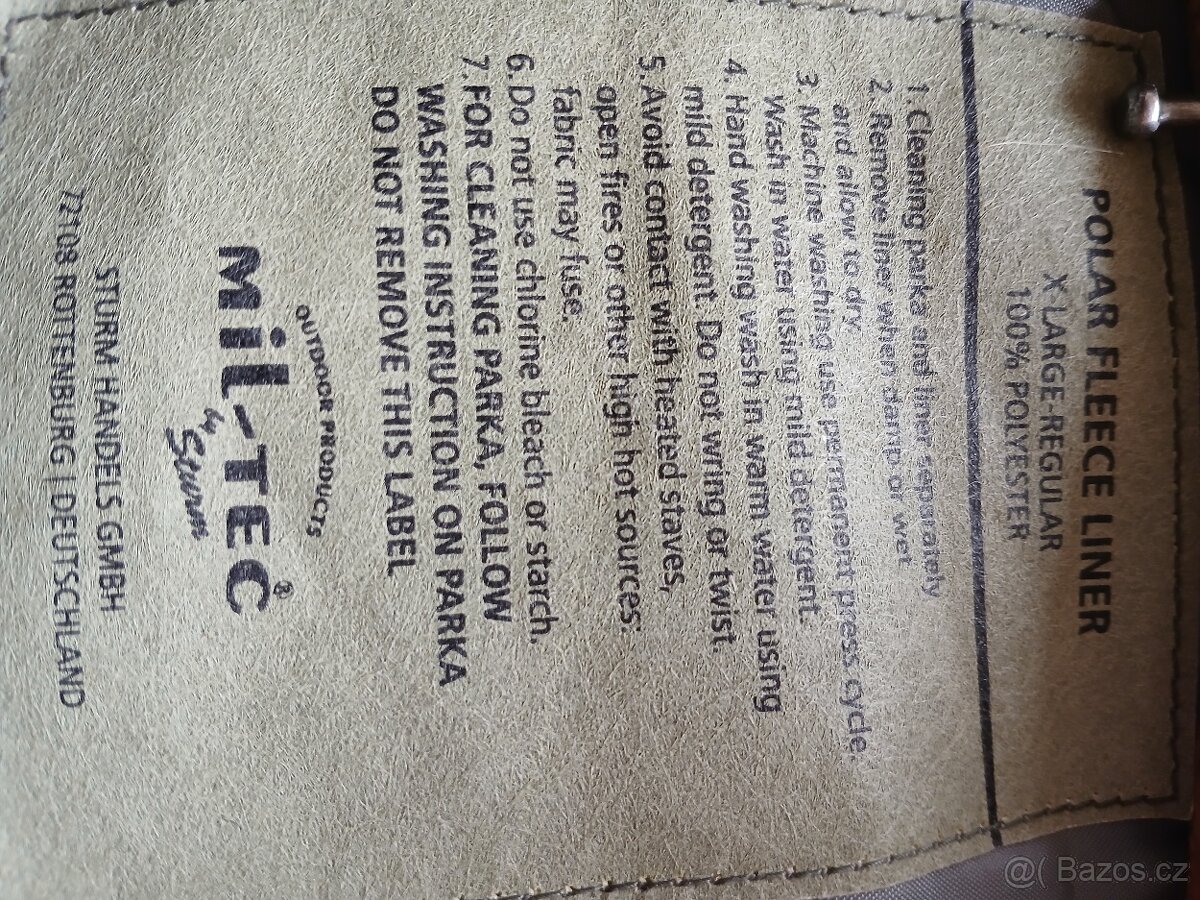 POLAR FLEECE LINER
X LARGE-REGULAR
100% POLYESTER
1. Cleaning parka and liner separately
2. Remove liner when damp or wet
and allow to dry.
3. Machine washing use permanent press cycle.
Wash in water using mild detergent.
4. Hand washing wash in warm water using
mild detergent. Do not wring or twist.
5. Avoid contact with heated staves,
open fires or other high hot sources:
fabric may fuse.
6. Do not use chlorine bleach or starch.
7. FOR CLEANING PARKA, FOLLOW
WASHING INSTRUCTION ON PARKA
DO NOT REMOVE THIS LABEL
OUTDOOR PRODUCTS
Mil-TEC®
by Sturm
STURM HANDELS GMBH
72108 ROTTENBURG | DEUTSCHLAND
@( Bazos.cz